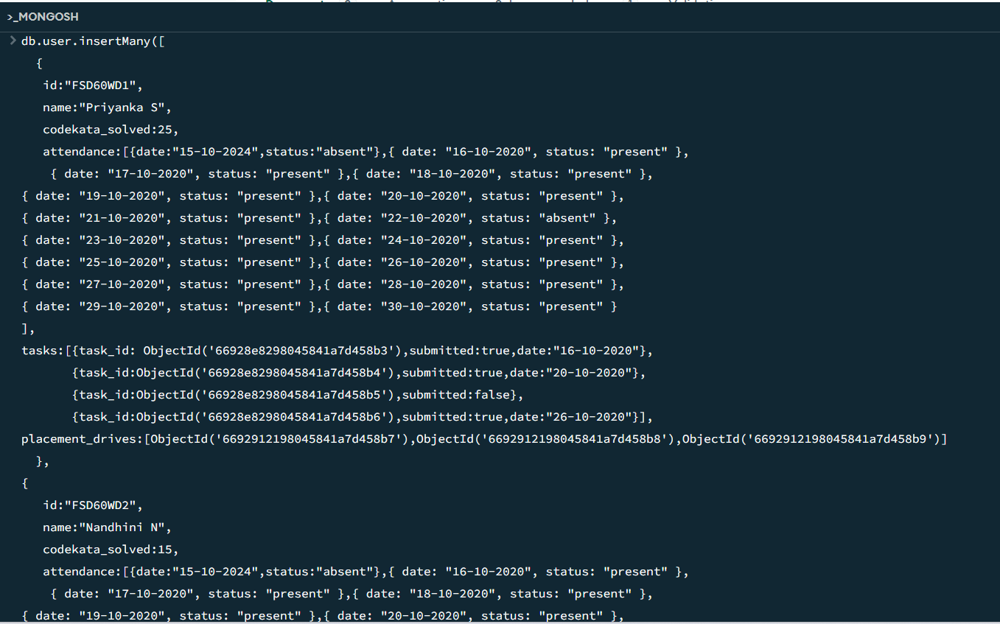 >_MONGOSH
> db.user.insertMany([
{
id:"FSD60WD1",
name:"Priyanka S",
codekata_solved:25,
attendance:[{date:"15-10-2024",status:"absent"},{ date: "16-10-2020", status: "present" },
{ date: "17-10-2020", status: "present" },{ date: "18-10-2020", status: "present" },
{ date: "19-10-2020", status: "present" },{ date: "20-10-2020", status: "present" },
{ date: "21-10-2020", status: "present" },{ date: "22-10-2020", status: "absent" },
{ date: "23-10-2020", status: "present" },{ date: "24-10-2020", status: "present" },
{ date: "25-10-2020", status: "present" },{ date: "26-10-2020", status: "present" },
{ date: "27-10-2020", status: "present" },{ date: "28-10-2020", status: "present" },
{ date: "29-10-2020", status: "present" },{ date: "30-10-2020", status: "present" }
],
tasks:[{task_id: ObjectId('66928e8298045841a7d458b3'),submitted:true,date:"16-10-2020"},
{task_id:ObjectId('66928e8298045841a7d458b4'),submitted:true,date:"20-10-2020"},
{task_id:ObjectId('66928e8298045841a7d458b5'),submitted:false},
{task_id:ObjectId('66928e8298045841a7d458b6'),submitted:true,date:"26-10-2020"}],
placement_drives:[ObjectId('6692912198045841a7d458b7'),ObjectId('6692912198045841a7d458b8'),ObjectId('6692912198045841a7d458b9')]
},
{
id:"FSD60WD2",
name:"Nandhini N",
codekata_solved:15,
attendance:[{date:"15-10-2024",status:"absent"},{ date: "16-10-2020", status: "present" },
{ date: "17-10-2020", status: "present" },{ date: "18-10-2020", status: "present" },
{ date: "19-10-2020", status: "present" },{ date: "20-10-2020", status: "present" },